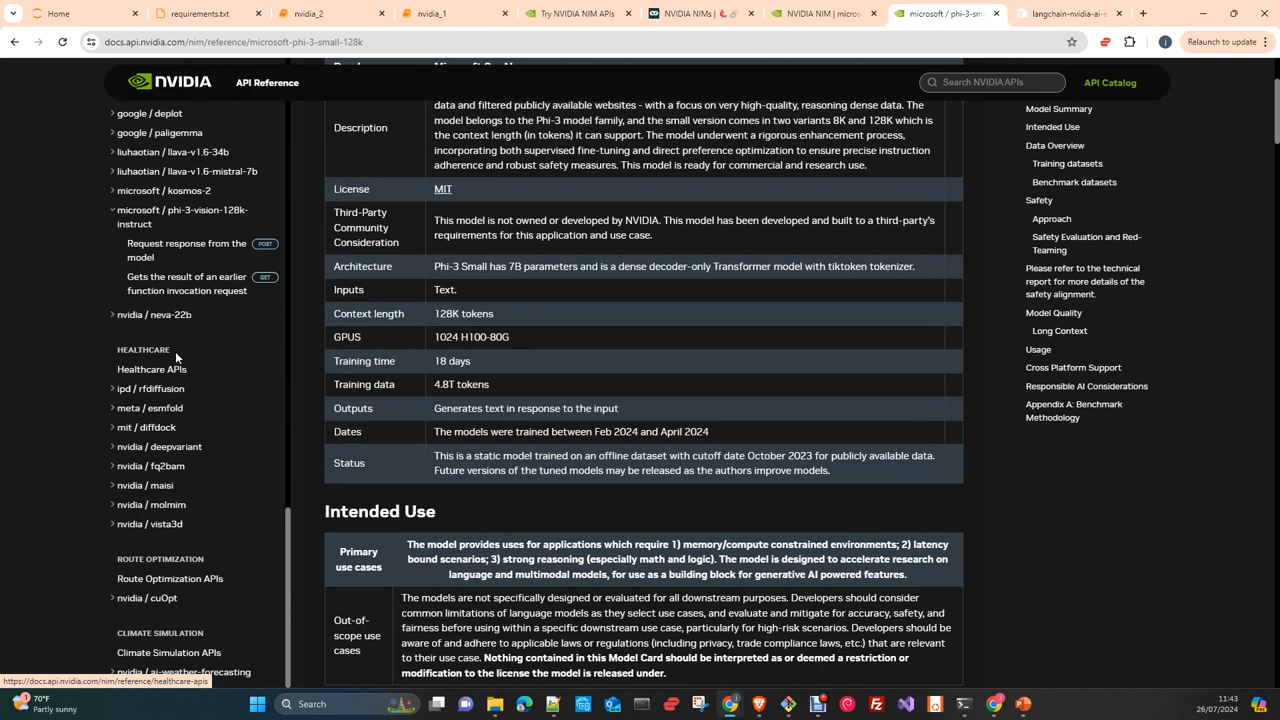 Home
requirements.txt
nvidia_2
nvidia_1
Try NVIDIA NIM APIs
NVIDIA NIMs |
NVIDIA NIM | micros
microsoft / phi-3-sm
langchain-nvidia-ai-e
docs.api.nvidia.com/nim/reference/microsoft-phi-3-small-128k
Relaunch to update
NVIDIA
API Reference
Search NVIDIA APIs
API Catalog
google / deplot
google / paligemma
liuhaotian / llava-v1.6-34b
liuhaotian / llava-v1.6-mistral-7b
microsoft / kosmos-2
microsoft / phi-3-vision-128k-
instruct
Request response from the POST
model
Gets the result of an earlier GET
function invocation request
nvidia / neva-22b
HEALTHCARE
Healthcare APIs
ipd / rfdiffusion
meta / esmfold
mit / diffdock
nvidia / deepvariant
nvidia / fq2bam
nvidia / maisi
nvidia / molmim
nvidia / vista3d
ROUTE OPTIMIZATION
Route Optimization APIs
nvidia / cuOpt
CLIMATE SIMULATION
Climate Simulation APIs
nvidia / ai-weather-forecasting
https://docs.api.nvidia.com/nim/reference/healthcare-apis
Description
data and filtered publicly available websites - with a focus on very high-quality, reasoning dense data. The
model belongs to the Phi-3 model family, and the small version comes in two variants 8K and 128K which is
the context length (in tokens) it can support. The model underwent a rigorous enhancement process,
incorporating both supervised fine-tuning and direct preference optimization to ensure precise instruction
adherence and robust safety measures. This model is ready for commercial and research use.
License
MIT
Third-Party
Community
Consideration
This model is not owned or developed by NVIDIA. This model has been developed and built to a third-party's
requirements for this application and use case.
Architecture
Phi-3 Small has 7B parameters and is a dense decoder-only Transformer model with tiktoken tokenizer.
Inputs
Text.
Context length
128K tokens
GPUS
1024 H100-80G
Training time
18 days
Training data
4.8T tokens
Outputs
Generates text in response to the input
Dates
The models were trained between Feb 2024 and April 2024
Status
This is a static model trained on an offline dataset with cutoff date October 2023 for publicly available data.
Future versions of the tuned models may be released as the authors improve models.
Intended Use
Primary
use cases
The model provides uses for applications which require 1) memory/compute constrained environments; 2) latency
bound scenarios; 3) strong reasoning (especially math and logic). The model is designed to accelerate research on
language and multimodal models, for use as a building block for generative AI powered features.
Out-of-
scope use
cases
The models are not specifically designed or evaluated for all downstream purposes. Developers should consider
common limitations of language models as they select use cases, and evaluate and mitigate for accuracy, safety, and
fairness before using within a specific downstream use case, particularly for high-risk scenarios. Developers should be
aware of and adhere to applicable laws or regulations (including privacy, trade compliance laws, etc.) that are relevant
to their use case. Nothing contained in this Model Card should be interpreted as or deemed a restriction or
modification to the license the model is released under.
Model Summary
Intended Use
Data Overview
Training datasets
Benchmark datasets
Safety
Approach
Safety Evaluation and Red-
Teaming
Please refer to the technical
report for more details of the
safety alignment.
Model Quality
Long Context
Usage
Cross Platform Support
Responsible AI Considerations
Appendix A: Benchmark
Methodology
70°F
Partly sunny
Search
11:43
26/07/2024